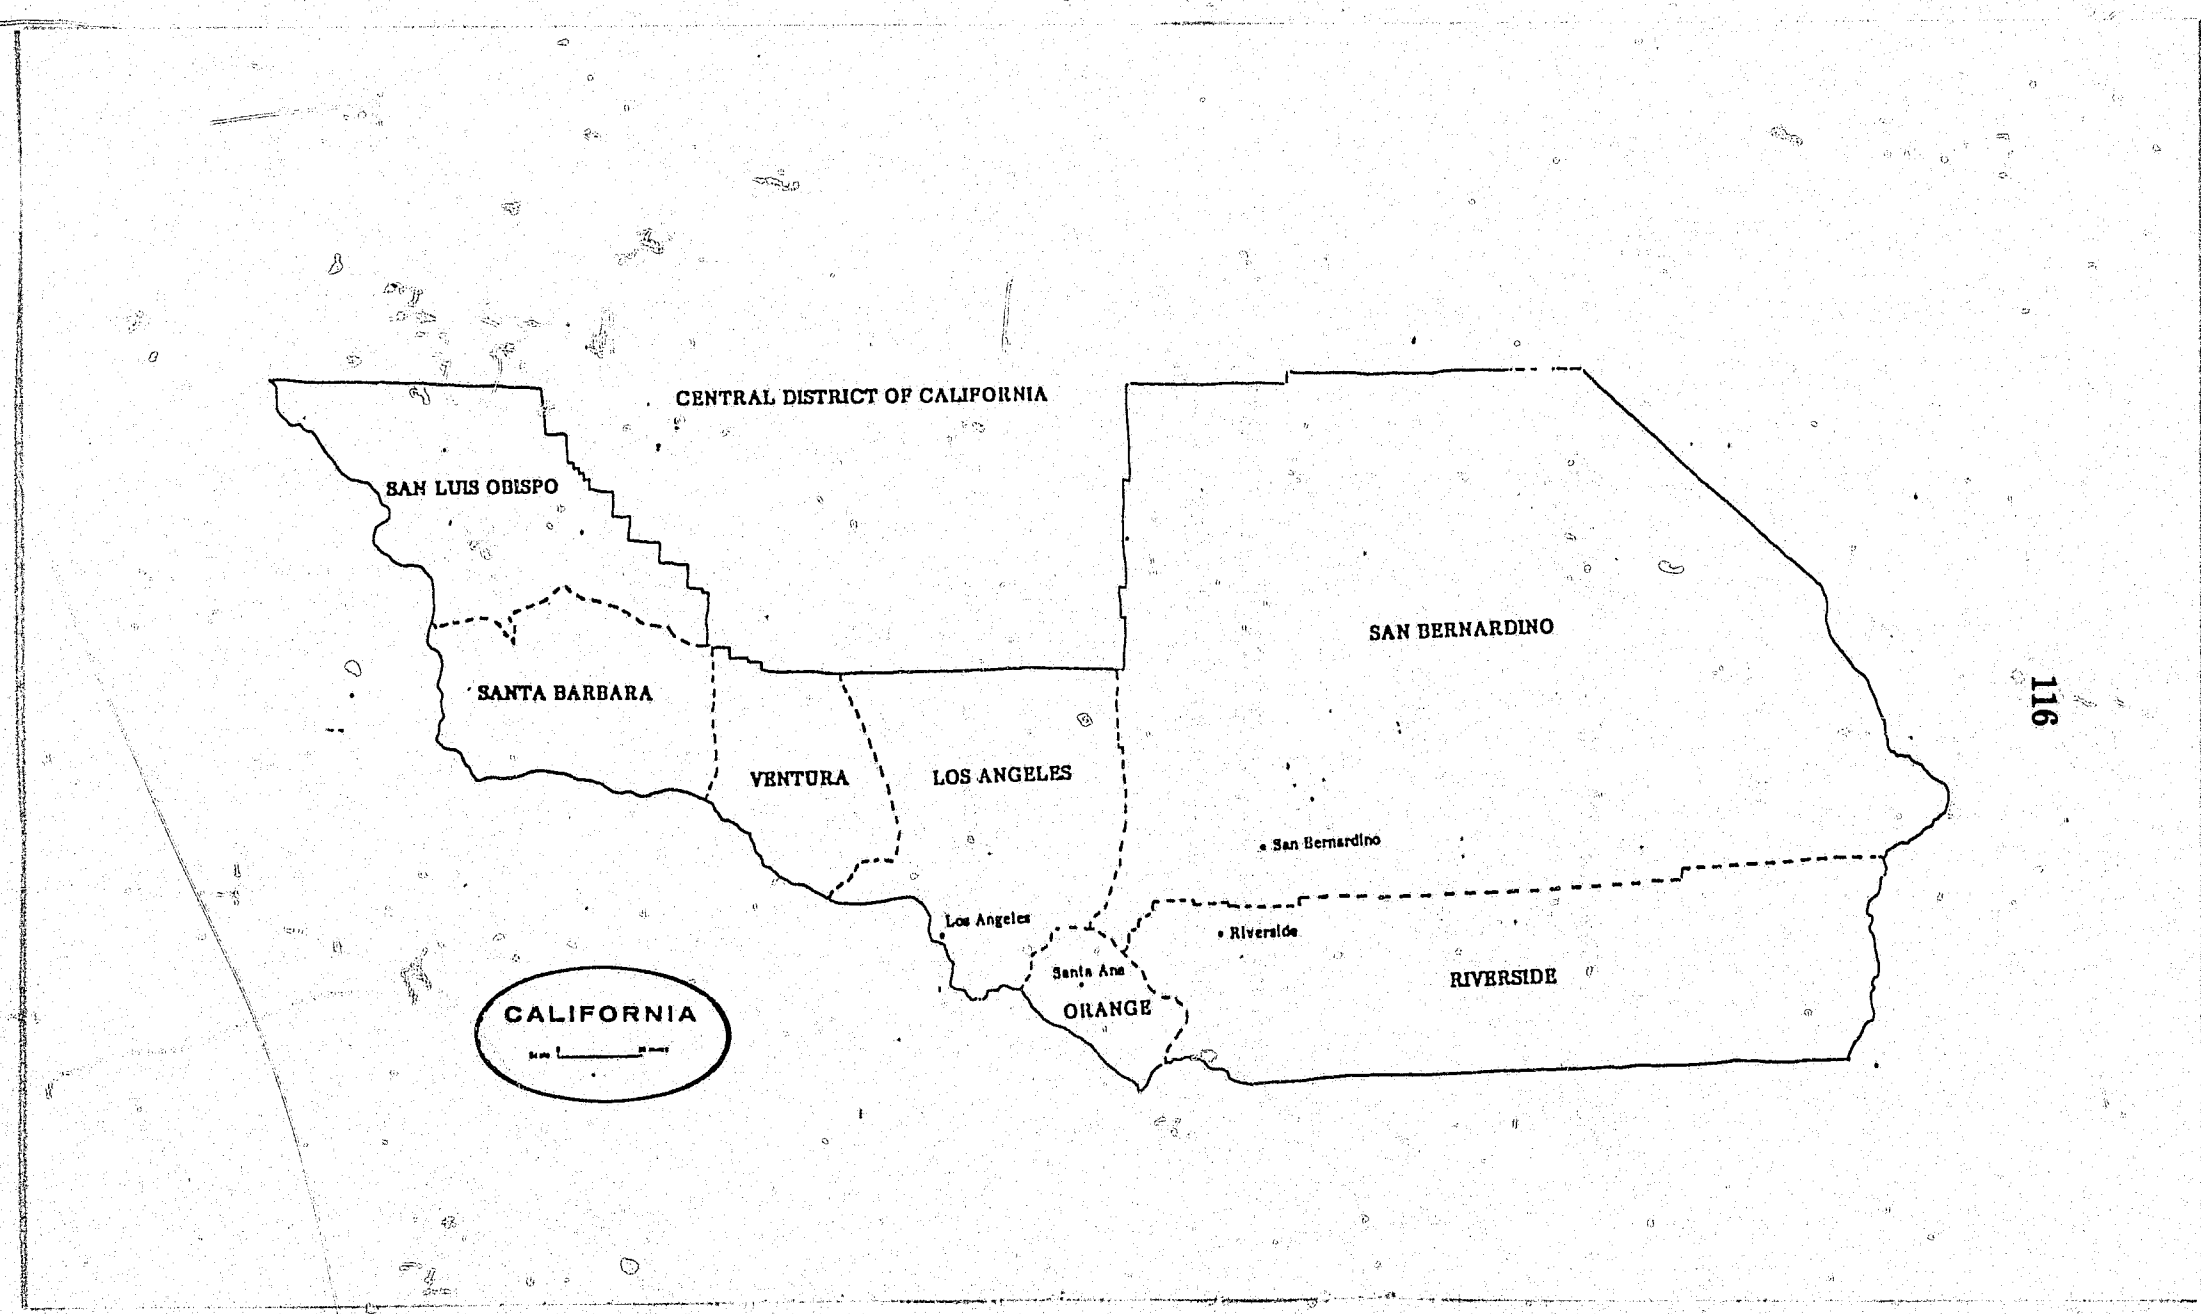 CENTRAL DISTRICT OF CALIFORNIA
SAN LUIS OBISPO
SAN BERNARDINO
SANTA BARBARA
116
VENTURA
LOS ANGELES
San Bernardino
Los Angeles
Riverside
Santa Ana
RIVERSIDE
ORANGE
CALIFORNIA